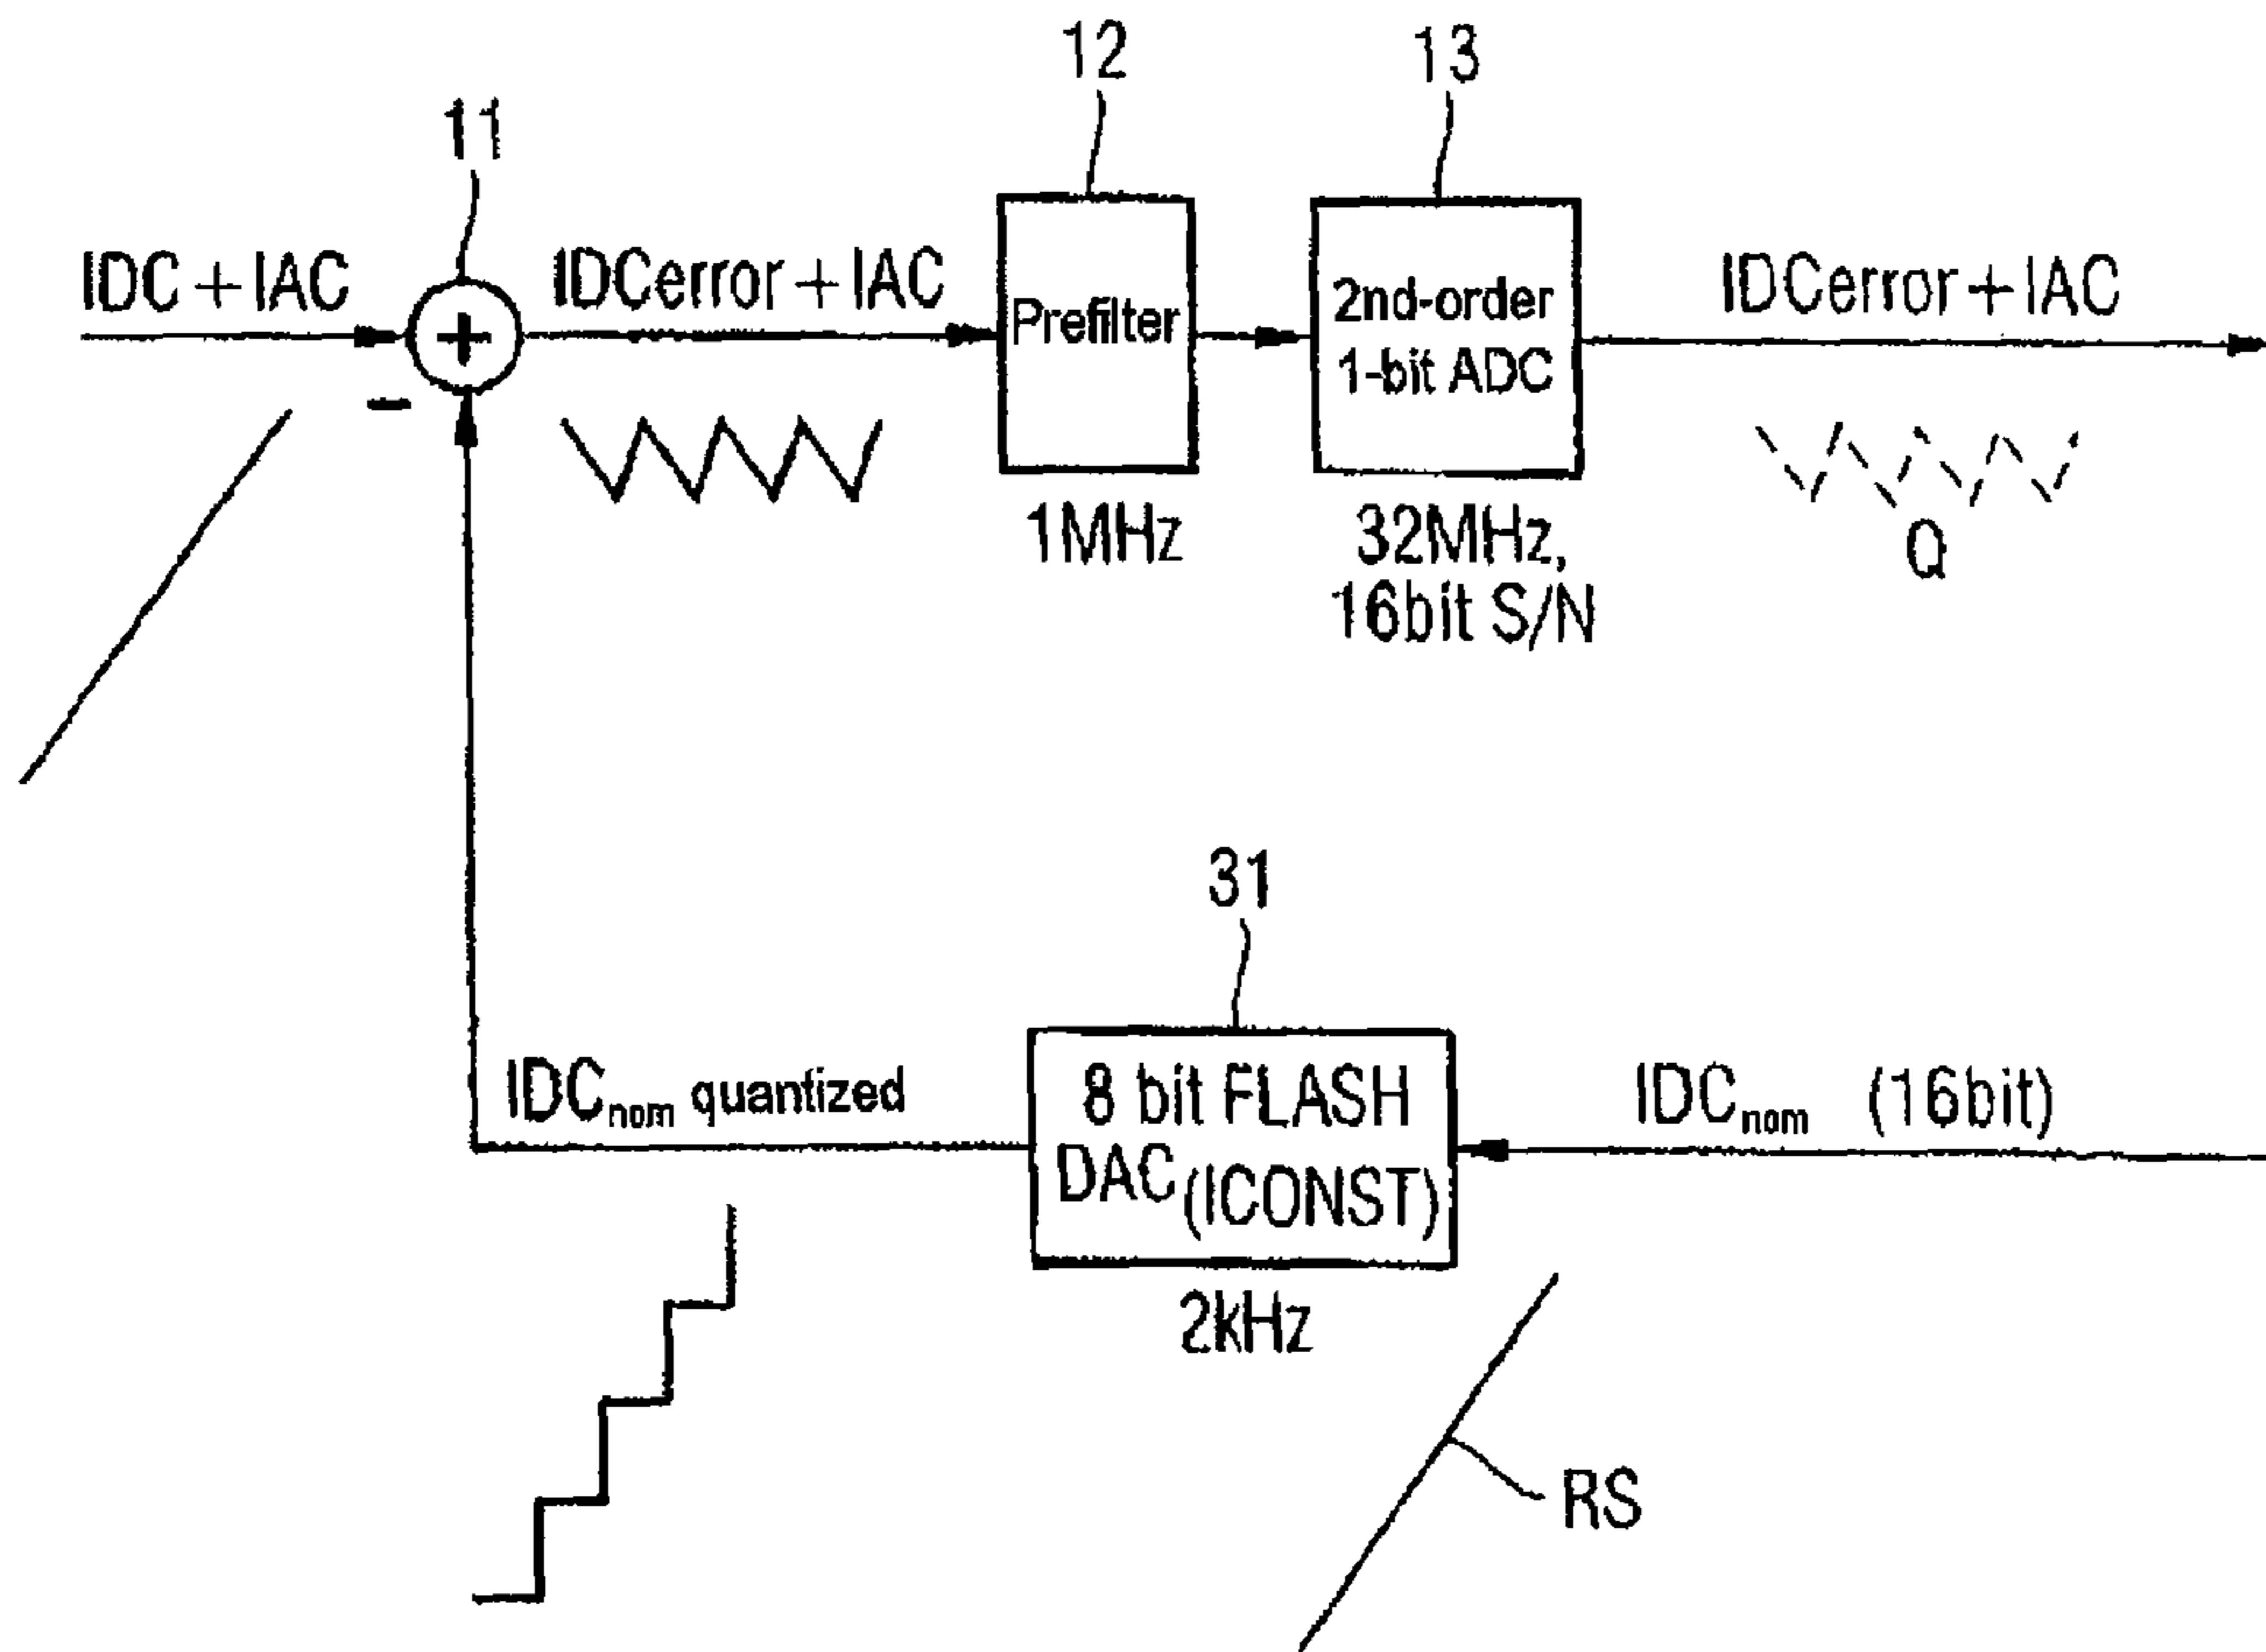 12
13
11
IDC + IAC
IDCerror + IAC
Prefilter
2nd-order
1-bit ADC
IDCerror + IAC
+
-
1MHz
32MHz,
16bit S/N
Q
31
IDCnom quantized
8 bit FLASH
DAC (ICONST)
IDCnom (16bit)
2kHz
RS